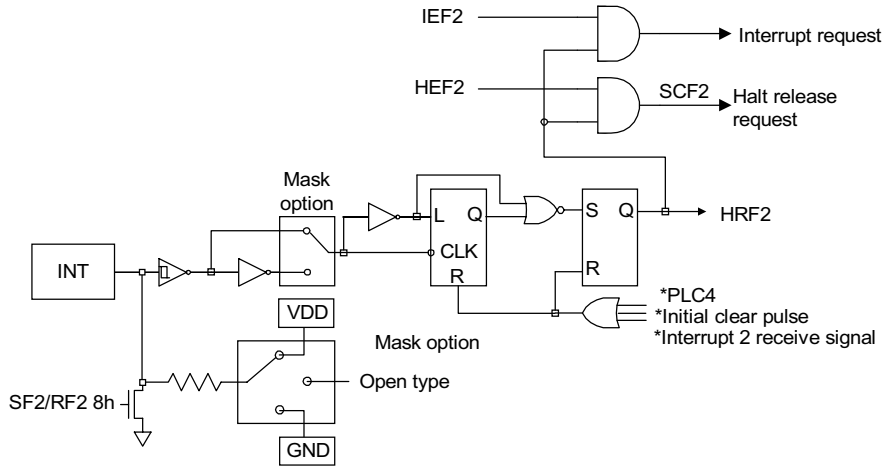 IEF2
Interrupt request
HEF2
SCF2
Halt release
request
Mask
option
L
Q
CLK
R
S
Q
R
HRF2
INT
*PLC4
*Initial clear pulse
*Interrupt 2 receive signal
VDD
Mask option
Open type
SF2/RF2 8h
GND